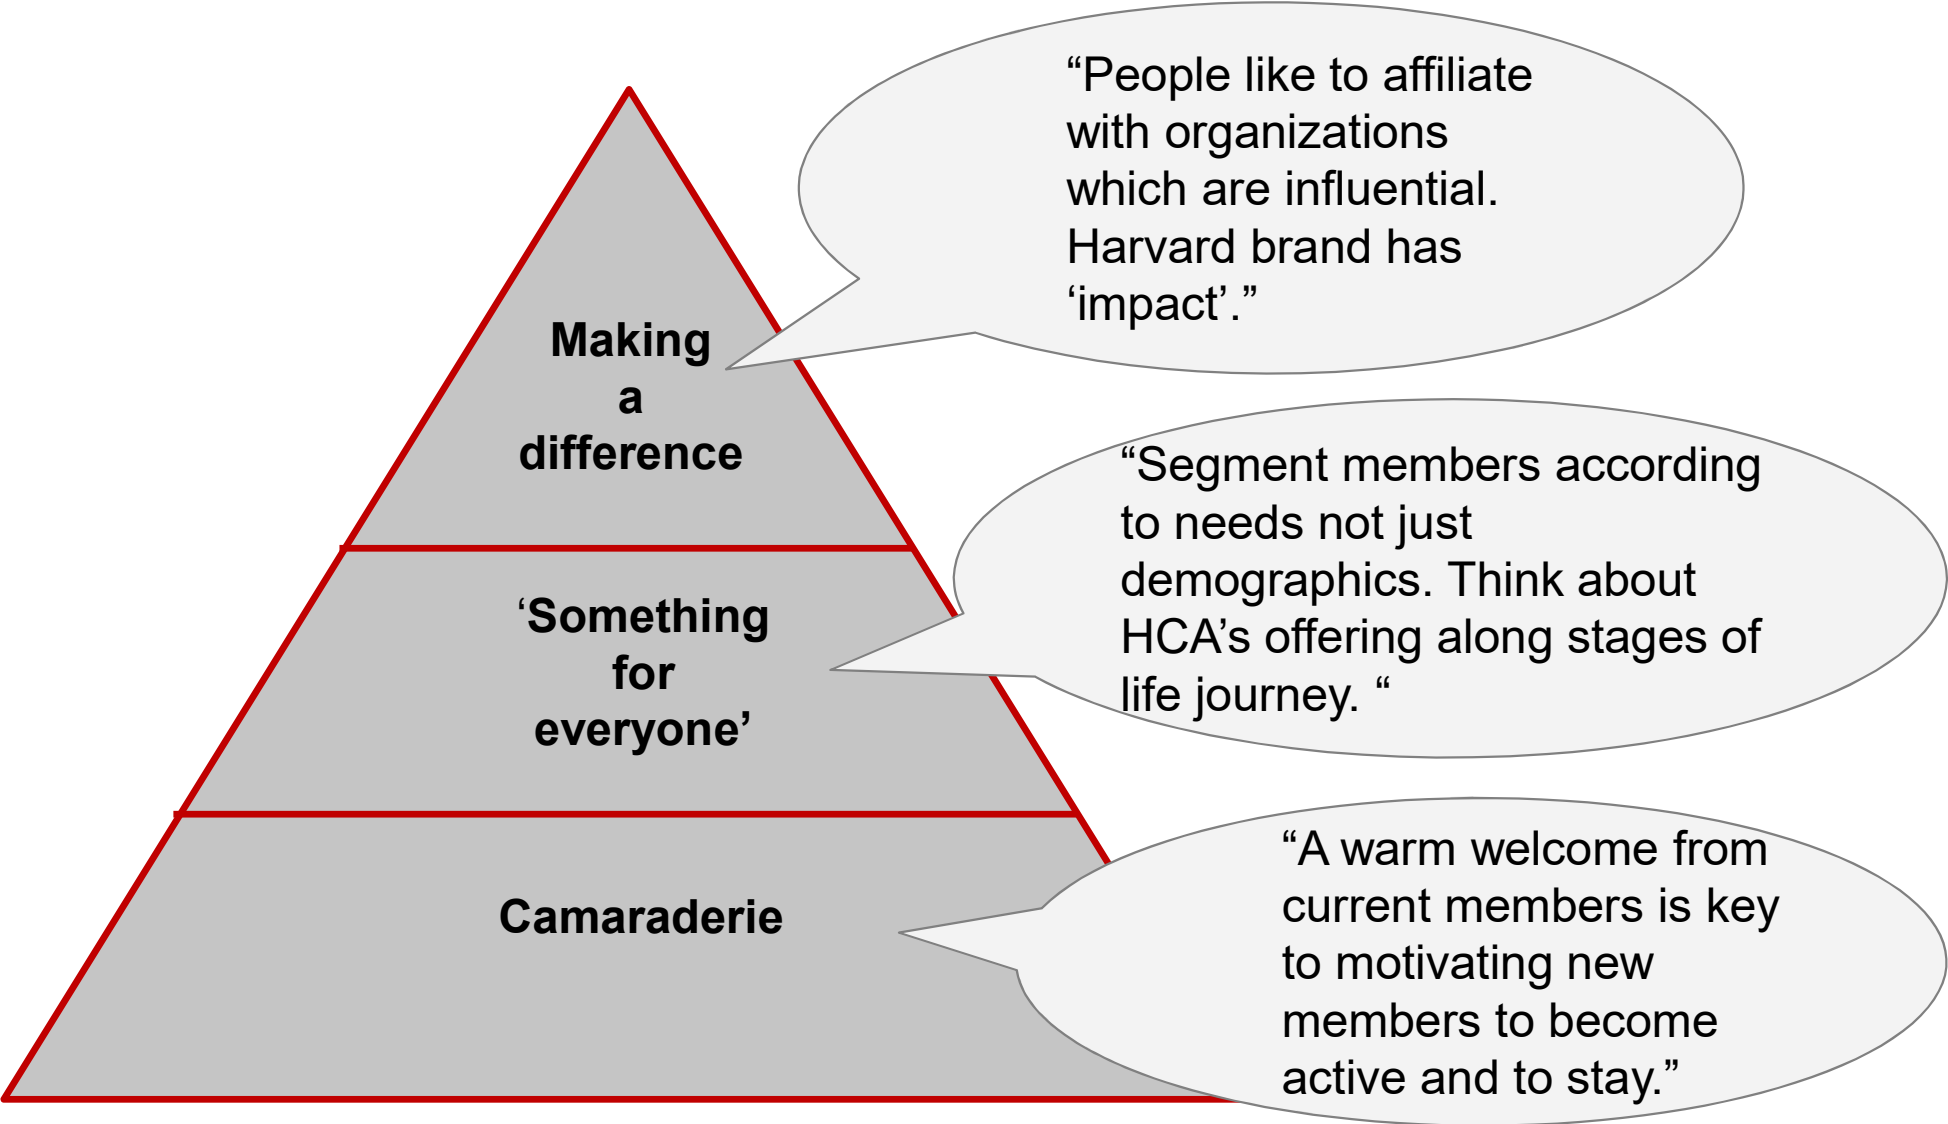 “People like to affiliate
with organizations
which are influential.
Harvard brand has
‘impact’.”
Making
a
difference
“Segment members according
to needs not just
demographics. Think about
HCA’s offering along stages of
life journey. “
‘Something
for
everyone’
“A warm welcome from
current members is key
to motivating new
members to become
active and to stay.”
Camaraderie